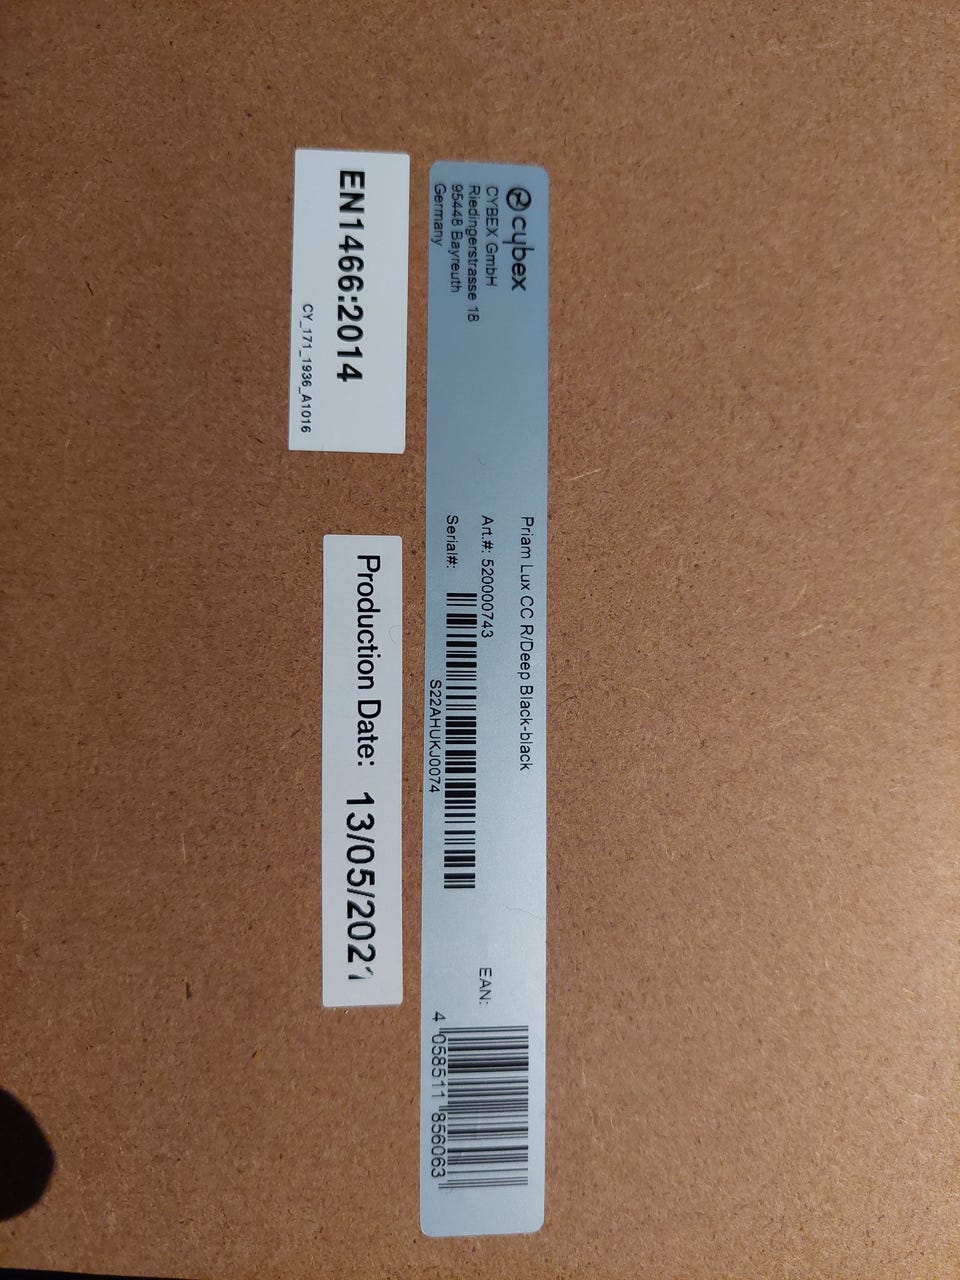 cybex
CYBEX GmbH
Riedingerstrasse 18
95448 Bayreuth
Germany
Priam Lux CC R/Deep Black-black
Art.#: 520000743
Serial#:
S22AHUKJ0074
EAN:
4 058511 856063
EN1466:2014
CY_171_1936_A1016
Production Date: 13/05/2021